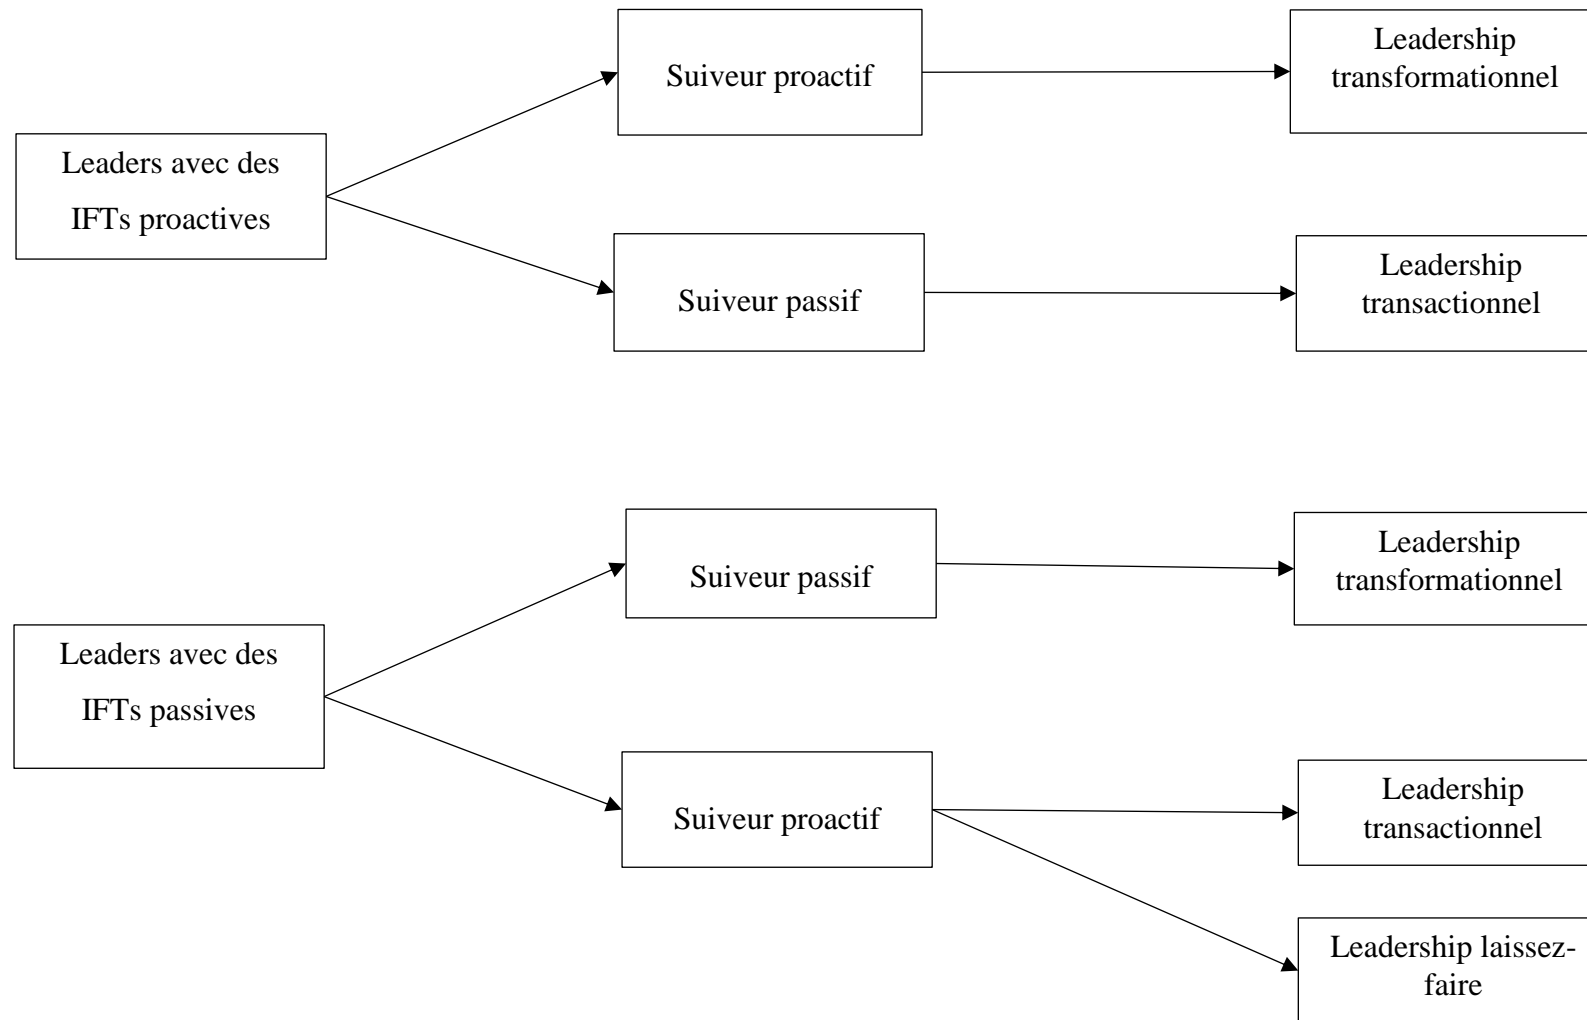 Leadership
transformationnel
Suiveur proactif
Leaders avec des
IFTs proactives
Suiveur passif
Leadership
transactionnel
Leadership
transformationnel
Suiveur passif
Leaders avec des
IFTs passives
Suiveur proactif
Leadership
transactionnel
Leadership laissez-
faire